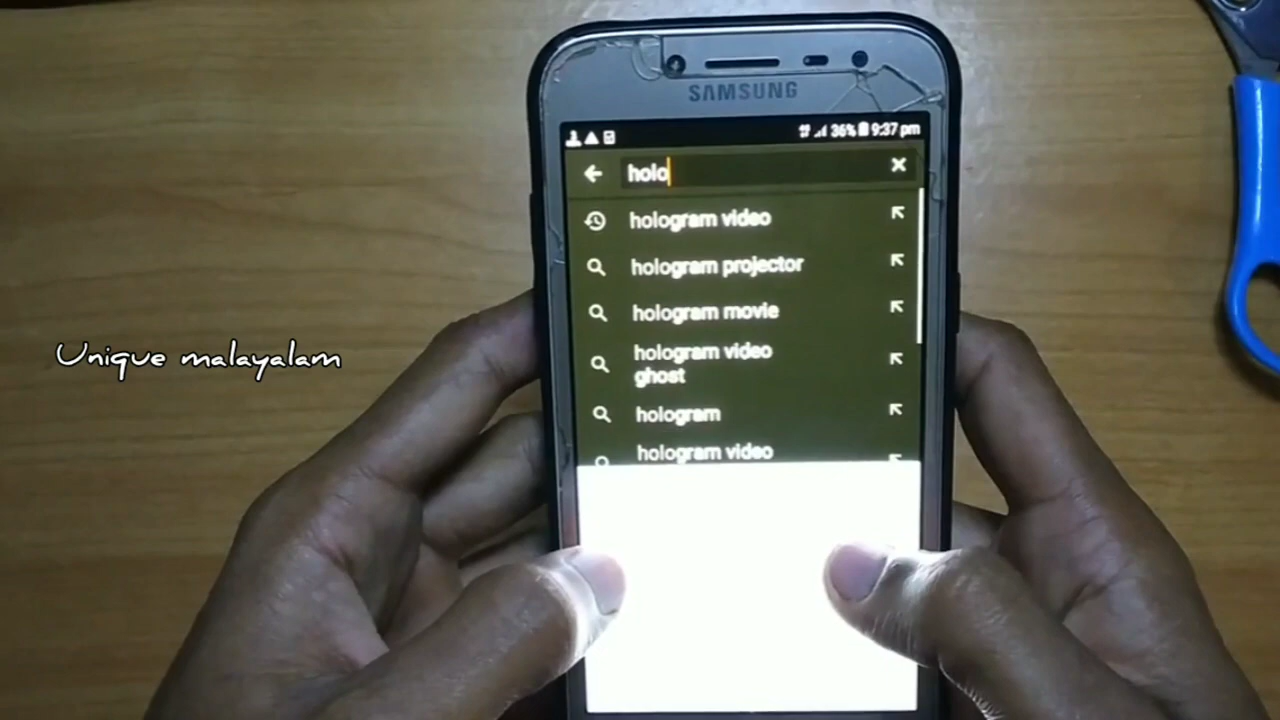 SAMSUNG
36% 9:37 pm
holo
hologram video
hologram projector
hologram movie
hologram video
ghost
hologram
hologram video
Unique malayalam